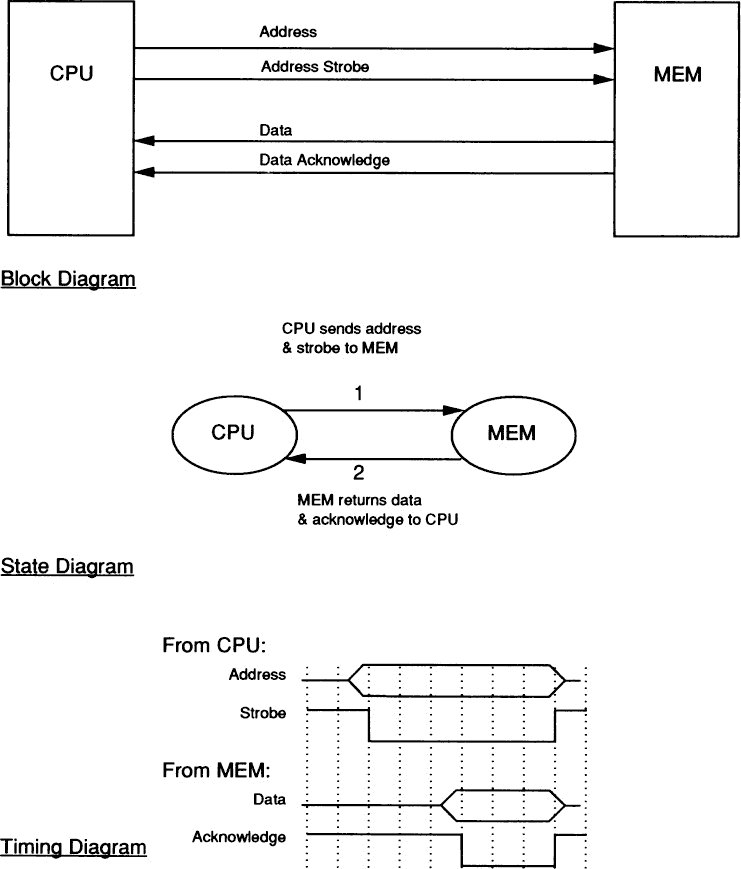 Address
CPU
Address Strobe
MEM
Data
Data Acknowledge
Block Diagram
CPU sends address
& strobe to MEM
1
CPU
MEM
2
MEM returns data
& acknowledge to CPU
State Diagram
From CPU:
Address
Strobe
From MEM:
Data
Acknowledge
Timing Diagram